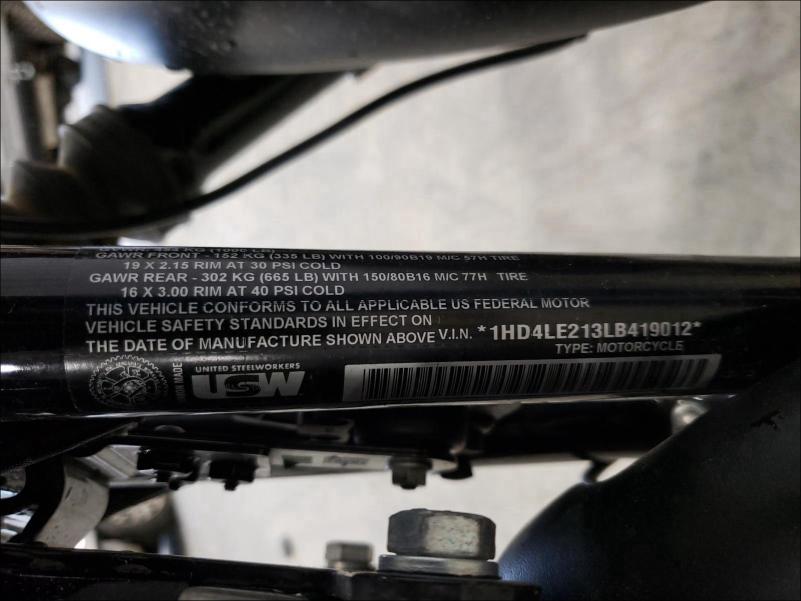 GAWR FRONT - 152 KG (335 LB) WITH 100/90B19 M/C 57H TIRE
19 X 2.15 RIM AT 30 PSI COLD
GAWR REAR - 302 KG (665 LB) WITH 150/80B16 M/C 77H TIRE
16 X 3.00 RIM AT 40 PSI COLD
THIS VEHICLE CONFORMS TO ALL APPLICABLE US FEDERAL MOTOR
VEHICLE SAFETY STANDARDS IN EFFECT ON
THE DATE OF MANUFACTURE SHOWN ABOVE V.I.N. *1HD4LE213LB419012*
TYPE: MOTORCYCLE
UNION MADE
UNITED STEELWORKERS
USW